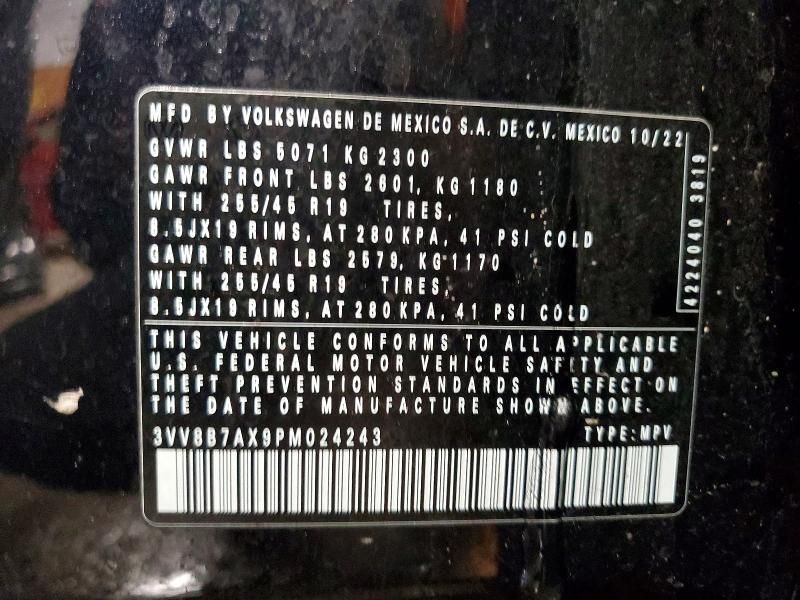 MFD BY VOLKSWAGEN DE MEXICO S.A. DE C.V. MEXICO 10/22
GVWR LBS 5071 KG 2300
GAWR FRONT LBS 2601, KG 1180
WITH 255/45 R19 TIRES,
8.5JX19 RIMS, AT 280 KPA, 41 PSI COLD
GAWR REAR LBS 2579, KG 1170
WITH 255/45 R19 TIRES,
8.5JX19 RIMS, AT 280 KPA, 41 PSI COLD
4224040 3819
THIS VEHICLE CONFORMS TO ALL APPLICABLE
U.S. FEDERAL MOTOR VEHICLE SAFETY AND
THEFT PREVENTION STANDARDS IN EFFECT ON
THE DATE OF MANUFACTURE SHOWN ABOVE.
3VV8B7AX9PM024243 TYPE:MPV